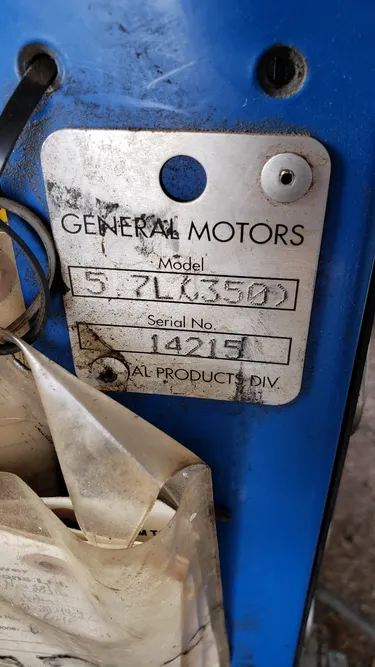 GENERAL MOTORS
Model
5.7L(350)
Serial No.
14215
AL PRODUCTS DIV.